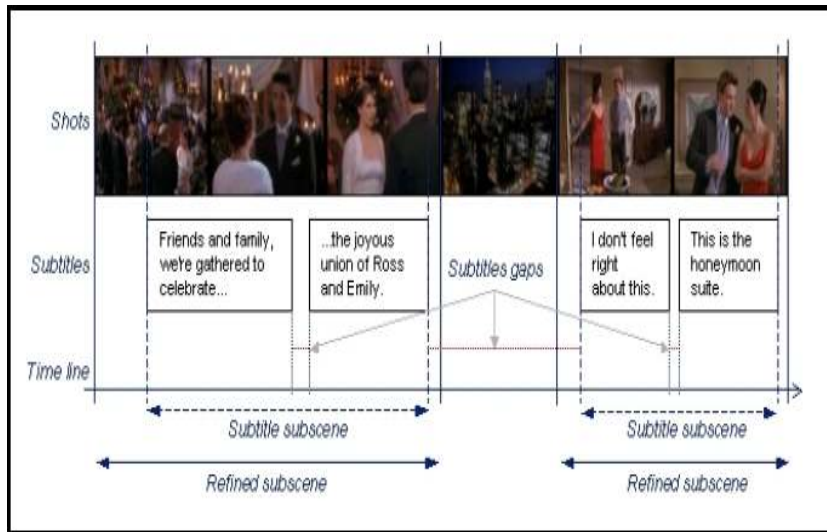 Shots
Subtitles
Friends and family,
we're gathered to
celebrate...
...the joyous
union of Ross
and Emily.
Subtitles gaps
I don't feel
right
about this.
This is the
honeymoon
suite.
Time line
Subtitle subscene
Subtitle subscene
Refined subscene
Refined subscene